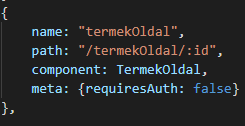 {
name: "termekOldal",
path: "/termekOldal/:id",
component: TermekOldal,
meta: {requiresAuth: false}
},